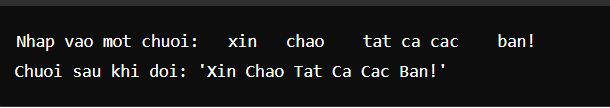 Nhap vao mot chuoi:   xin   chao    tat ca cac    ban!
Chuoi sau khi doi: 'Xin Chao Tat Ca Cac Ban!'